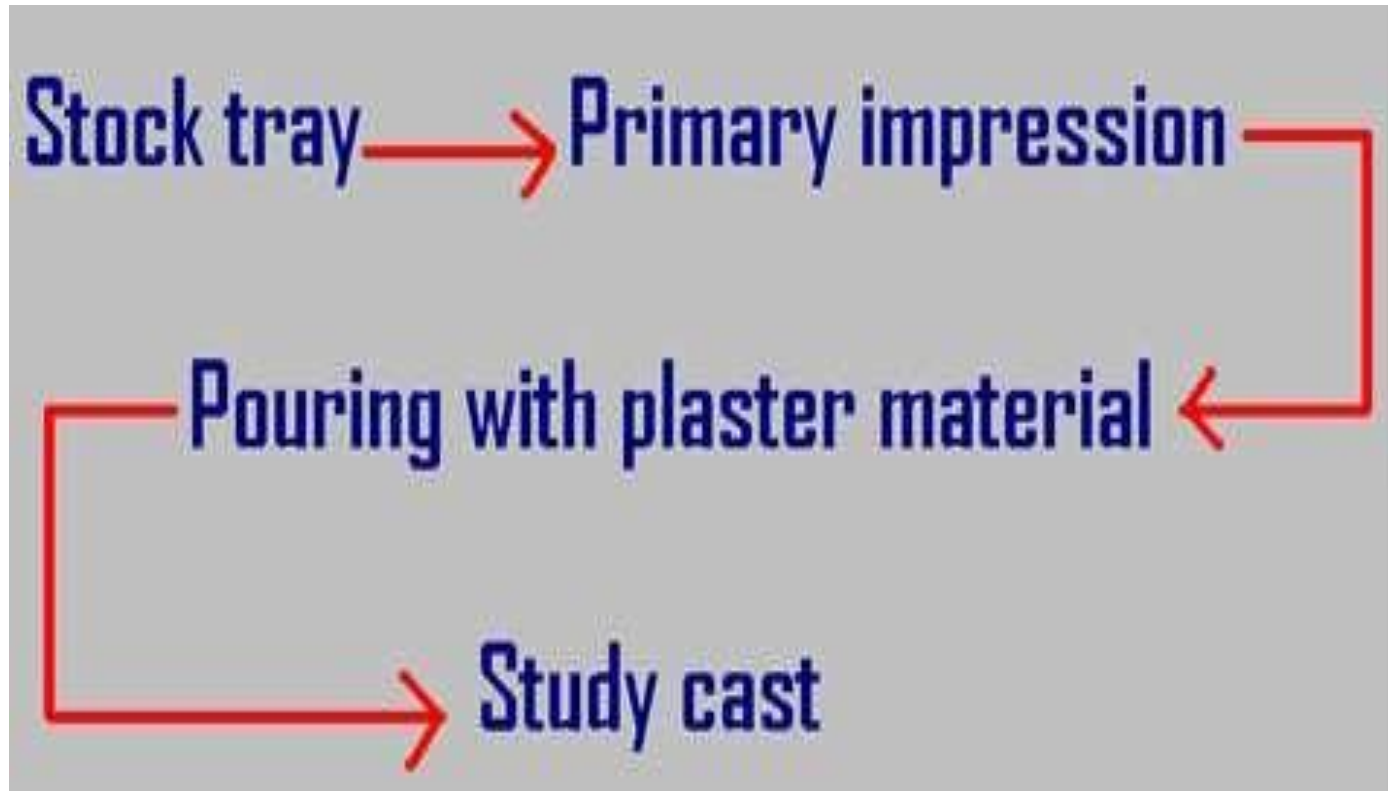 Stock tray Primary impression
Pouring with plaster material
Study cast